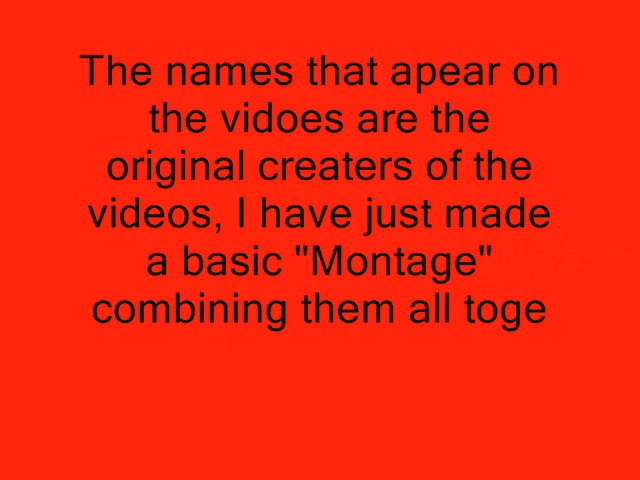 The names that apear on
the vidoes are the
original creaters of the
videos, I have just made
a basic "Montage"
combining them all toge